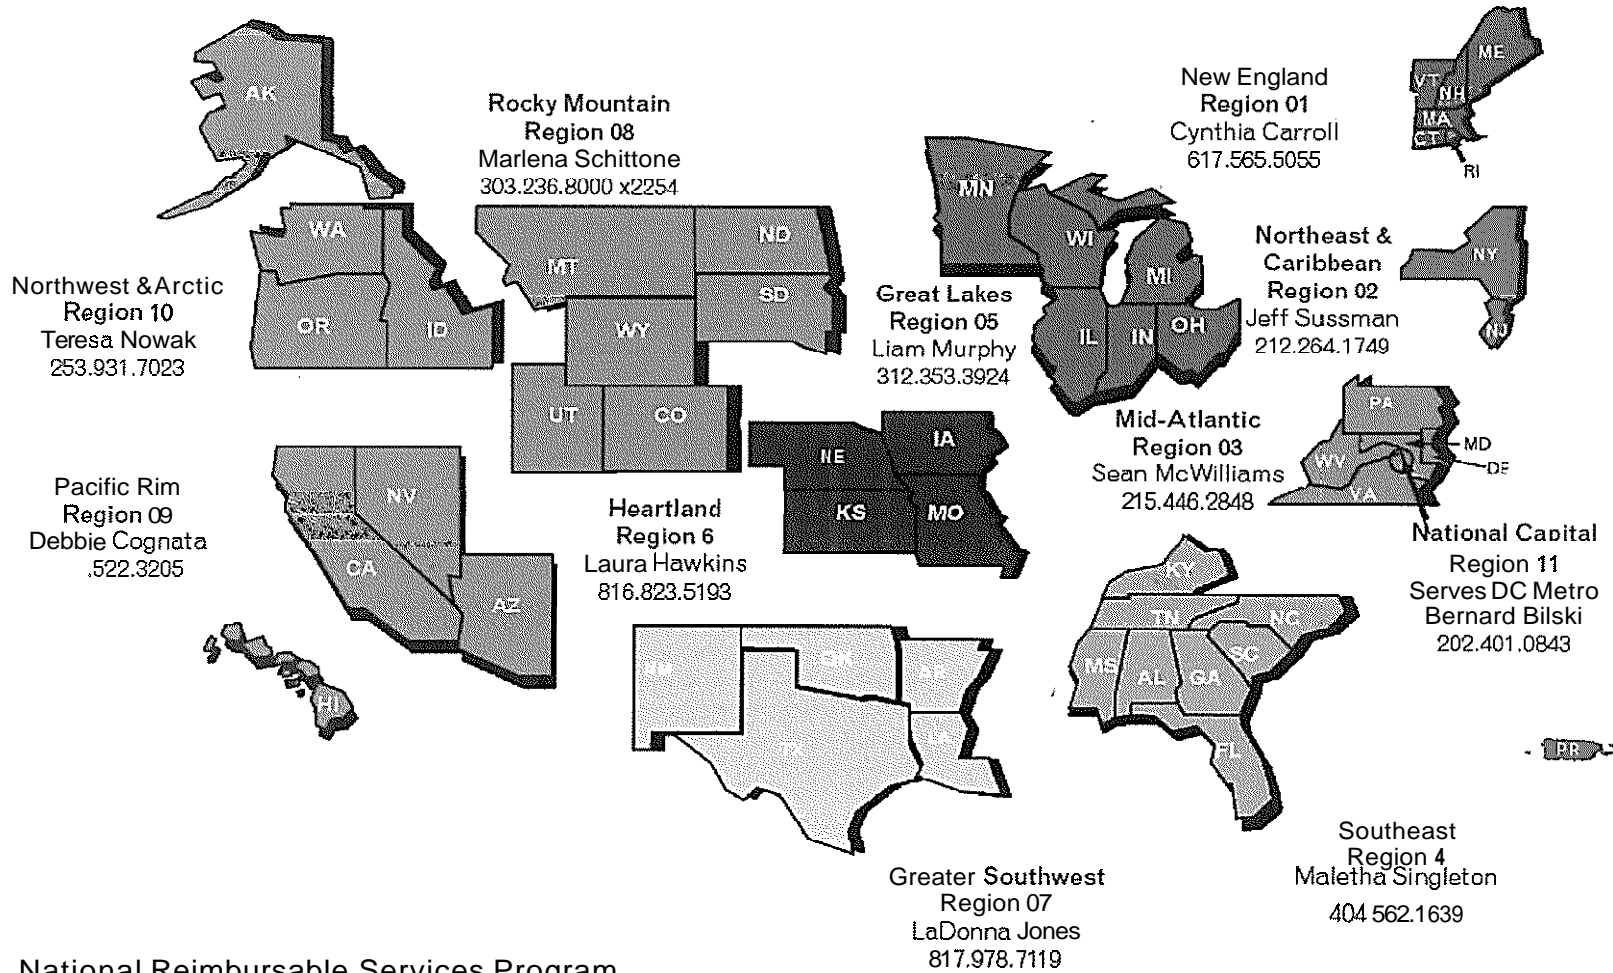 AK
Rocky Mountain
Region 08
Marlena Schittone
303.236.8000 x2254
New England
Region 01
Cynthia Carroll
617.565.5055
ME
VT
NH
MA
CT
RI
WA
OR
ID
Northwest & Arctic
Region 10
Teresa Nowak
253.931.7023
MT
ND
SD
WY
UT
CO
MN
WI
MI
IL
IN
OH
Great Lakes
Region 05
Liam Murphy
312.353.3924
Northeast &
Caribbean
Region 02
Jeff Sussman
212.264.1749
NY
NJ
Mid-Atlantic
Region 03
Sean McWilliams
215.446.2848
PA
MD
DE
WV
VA
Pacific Rim
Region 09
Debbie Cognata
.522.3205
NV
CA
AZ
HI
Heartland
Region 6
Laura Hawkins
816.823.5193
NE
IA
KS
MO
National Capital
Region 11
Serves DC Metro
Bernard Bilski
202.401.0843
KY
TN
NC
SC
MS
AL
GA
FL
NM
OK
AR
TX
LA
PR
Greater Southwest
Region 07
LaDonna Jones
817.978.7119
Southeast
Region 4
Maletha Singleton
404 562.1639
National Reimbursable Services Program